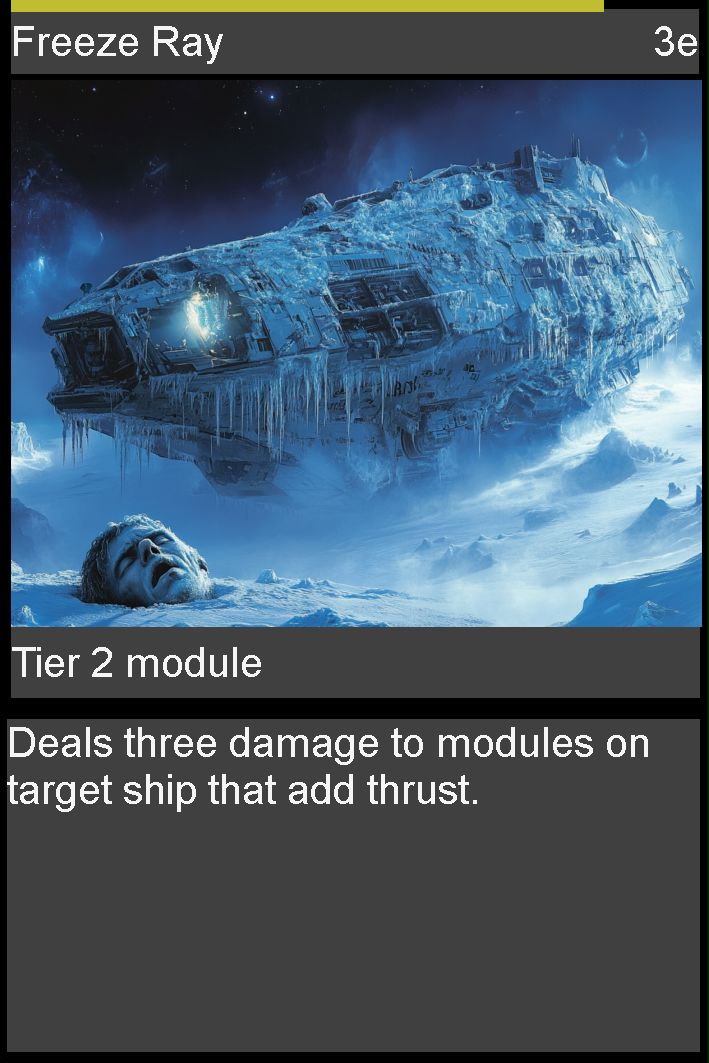 Freeze Ray 3e
Tier 2 module
Deals three damage to modules on
target ship that add thrust.